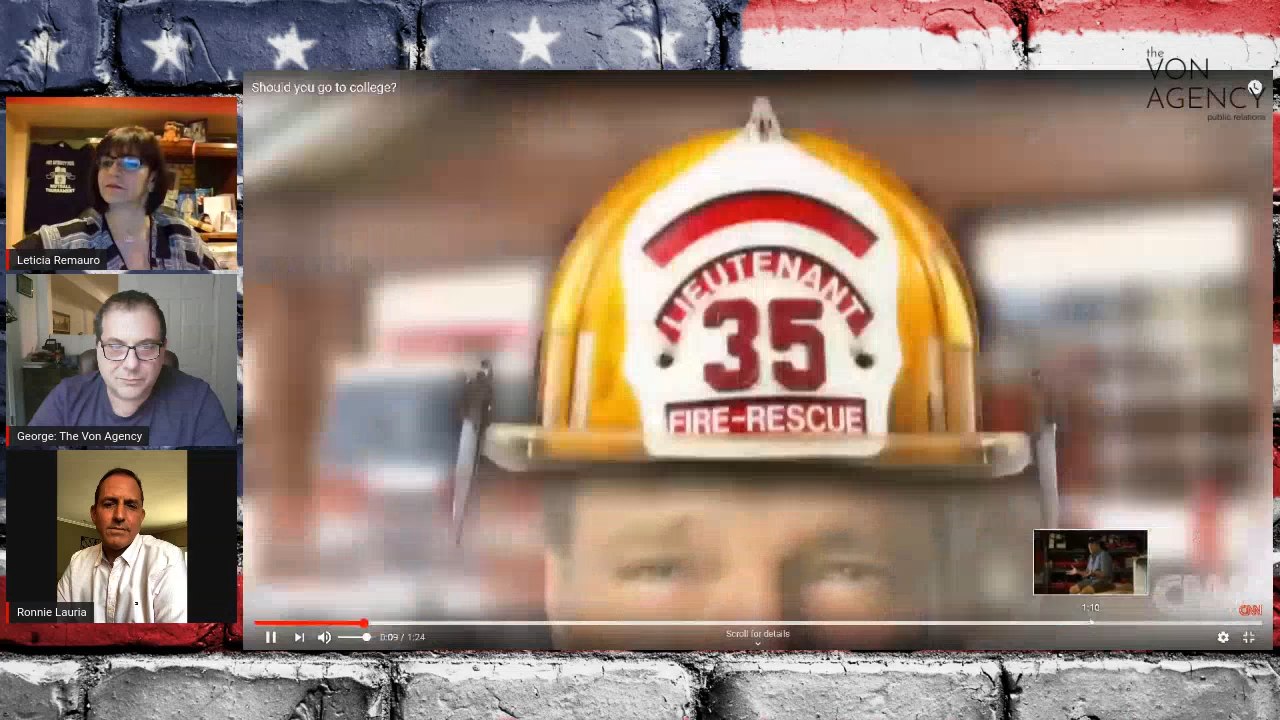 Should you go to college?
the
VON
AGENCY
public relations
LIEUTENANT
35
FIRE-RESCUE
Leticia Remauro
George: The Von Agency
Ronnie Lauria
1:10
CNN
0:09 / 1:24
Scroll for details